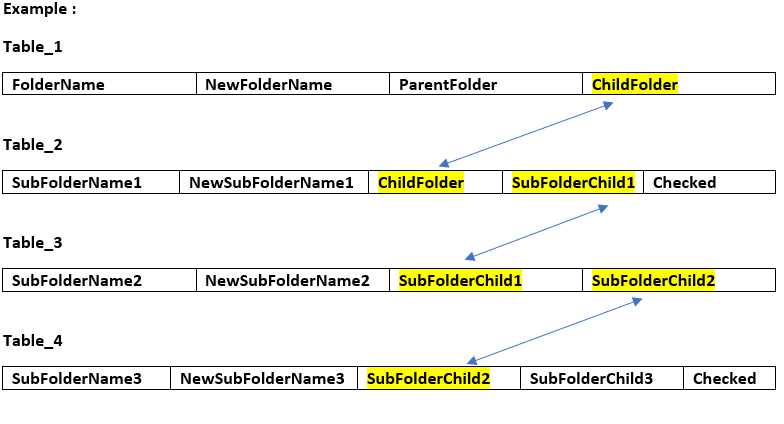 Example :
Table_1
FolderName NewFolderName ParentFolder ChildFolder
Table_2
SubFolderName1 NewSubFolderName1 ChildFolder SubFolderChild1 Checked
Table_3
SubFolderName2 NewSubFolderName2 SubFolderChild1 SubFolderChild2
Table_4
SubFolderName3 NewSubFolderName3 SubFolderChild2 SubFolderChild3 Checked